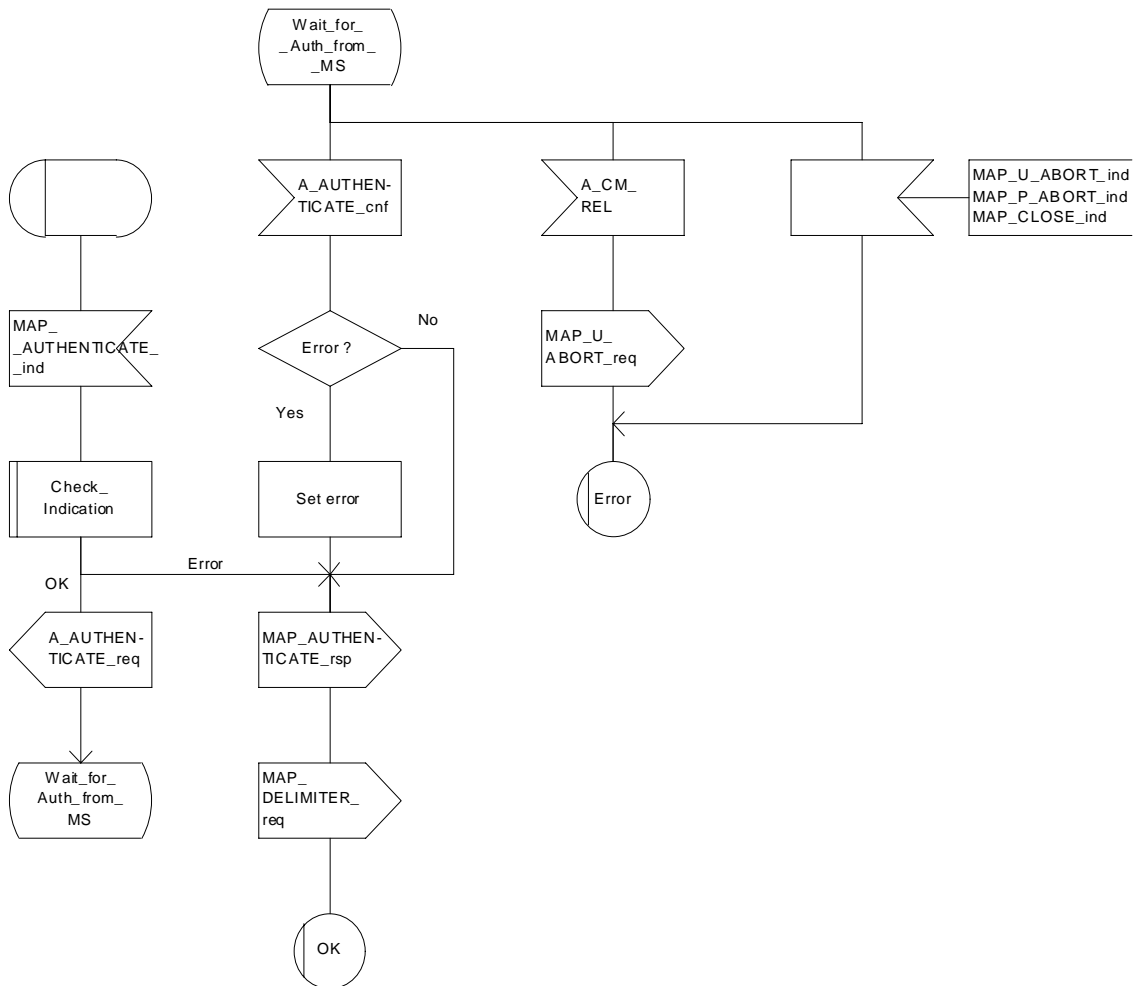 Wait_for_
_Auth_from_
_MS
A_AUTHEN-
TICATE_cnf
A_CM_
REL
MAP_U_ABORT_ind
MAP_P_ABORT_ind
MAP_CLOSE_ind
MAP_
_AUTHENTICATE_
_ind
Error ?
No
Yes
MAP_U_
ABORT_req
Check_
Indication
Set error
Error
Error
OK
A_AUTHEN-
TICATE_req
MAP_AUTHEN-
TICATE_rsp
Wait_for_
Auth_from_
MS
MAP_
DELIMITER_
req
OK